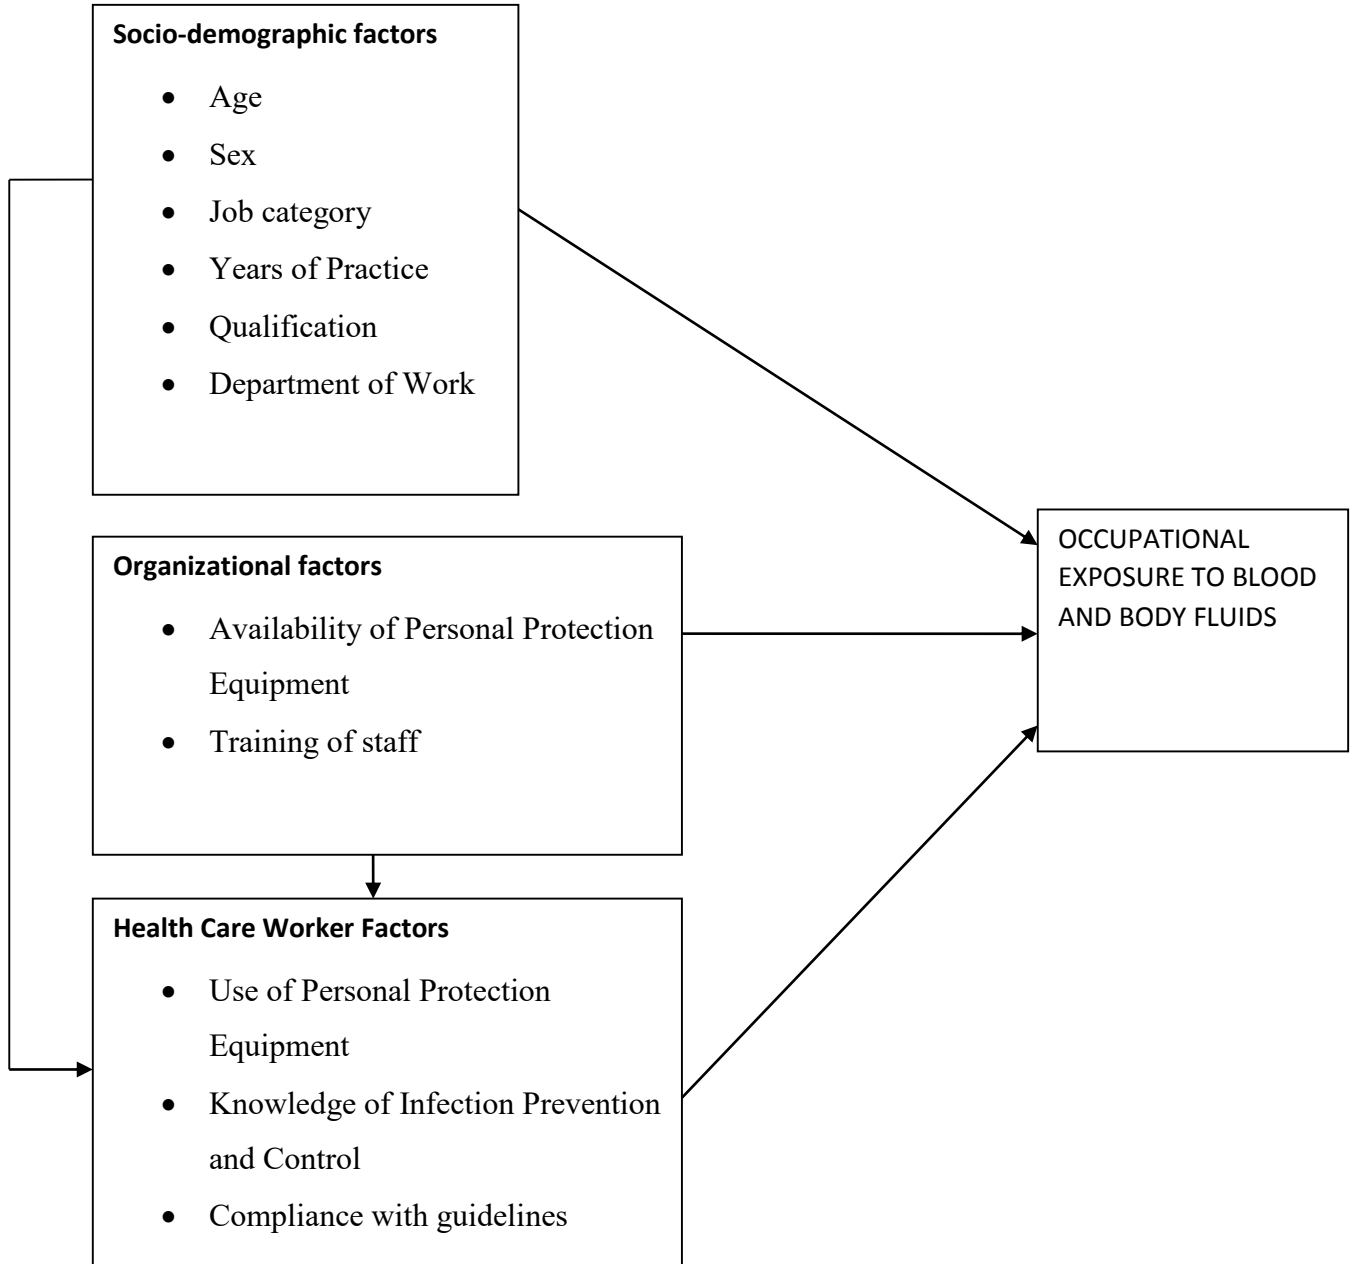 Socio-demographic factors
• Age
• Sex
• Job category
• Years of Practice
• Qualification
• Department of Work
Organizational factors
• Availability of Personal Protection
Equipment
• Training of staff
Health Care Worker Factors
• Use of Personal Protection
Equipment
• Knowledge of Infection Prevention
and Control
• Compliance with guidelines
OCCUPATIONAL
EXPOSURE TO BLOOD
AND BODY FLUIDS